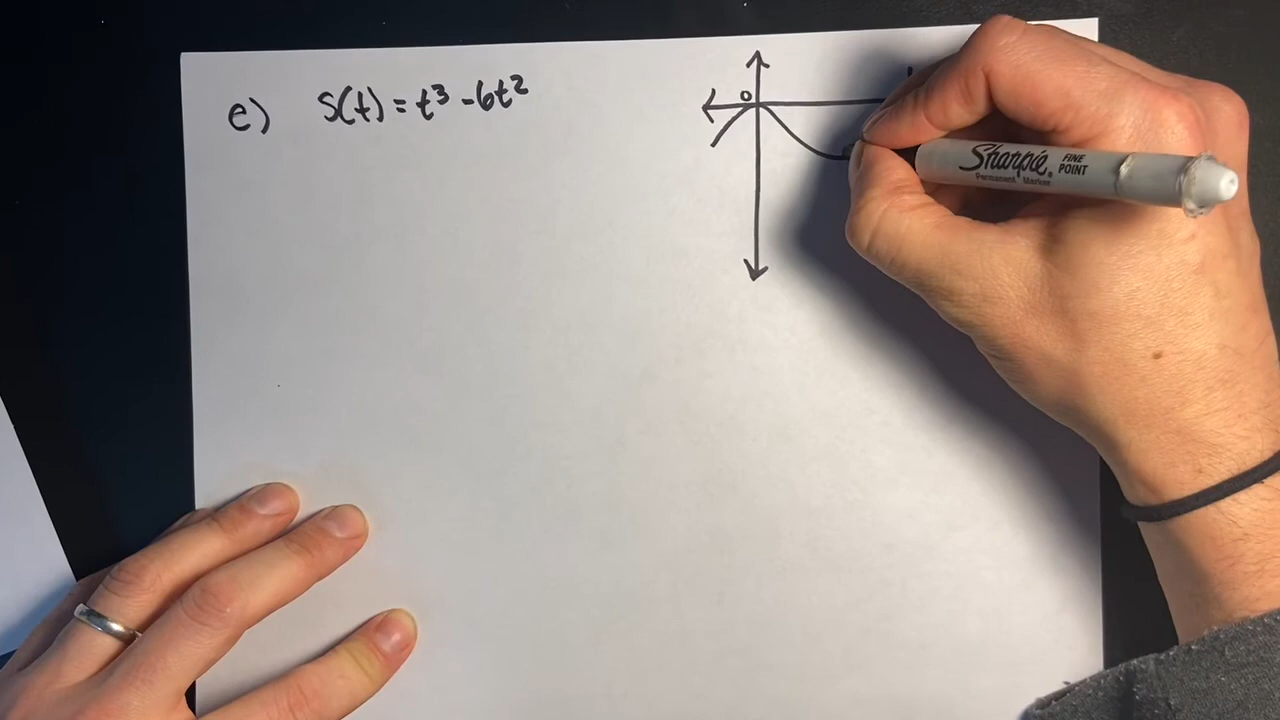 e) S(t) = t³ - 6t²
0
Sharpie® FINE POINT
Permanent Marker